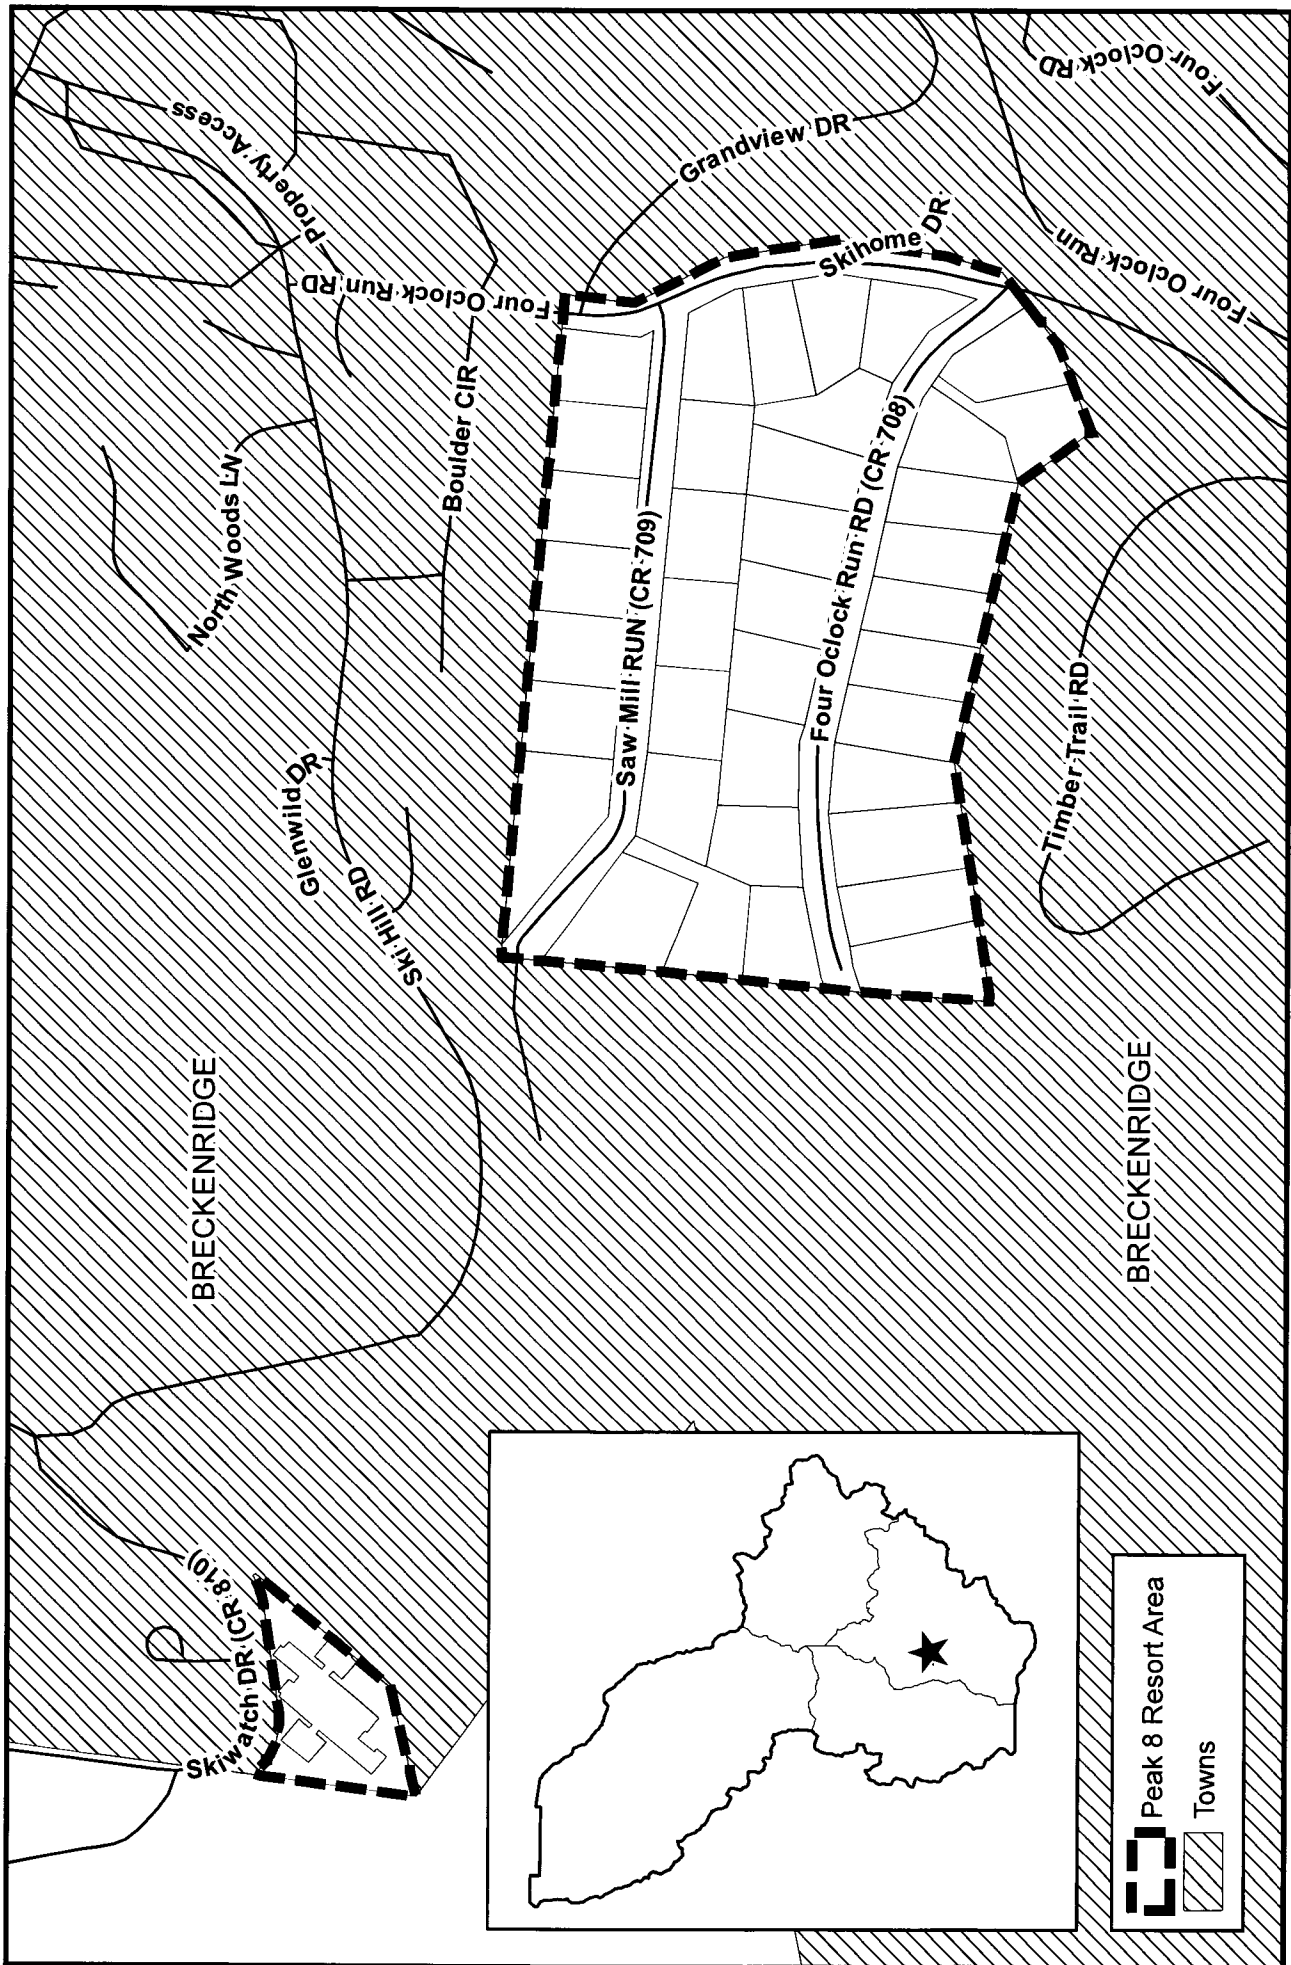 Four Oclock RD
Property Access
Grandview DR
Skihome DR
Four Oclock Run
Four Oclock Run RD
Boulder CIR
North Woods LN
Four Oclock Run RD (CR 708)
Saw Mill RUN (CR 709)
Timber Trail RD
Glenwild DR
Ski Hill RD
BRECKENRIDGE
BRECKENRIDGE
Skiwatch DR (CR 810)
Peak 8 Resort Area
Towns